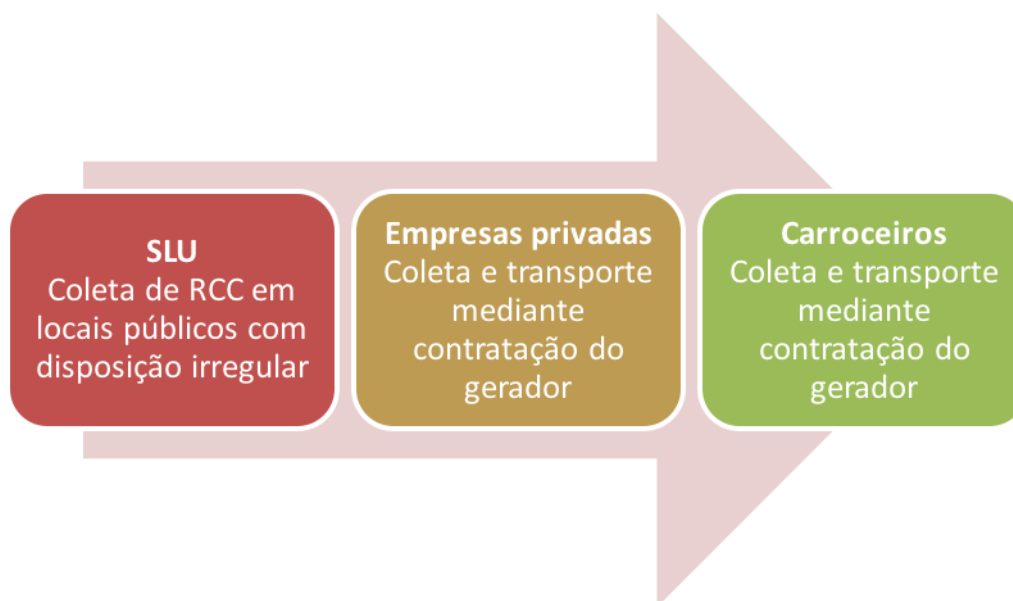 SLU
Coleta de RCC em
locais públicos com
disposição irregular
Empresas privadas
Coleta e transporte
mediante
contratação do
gerador
Carroceiros
Coleta e transporte
mediante
contratação do
gerador